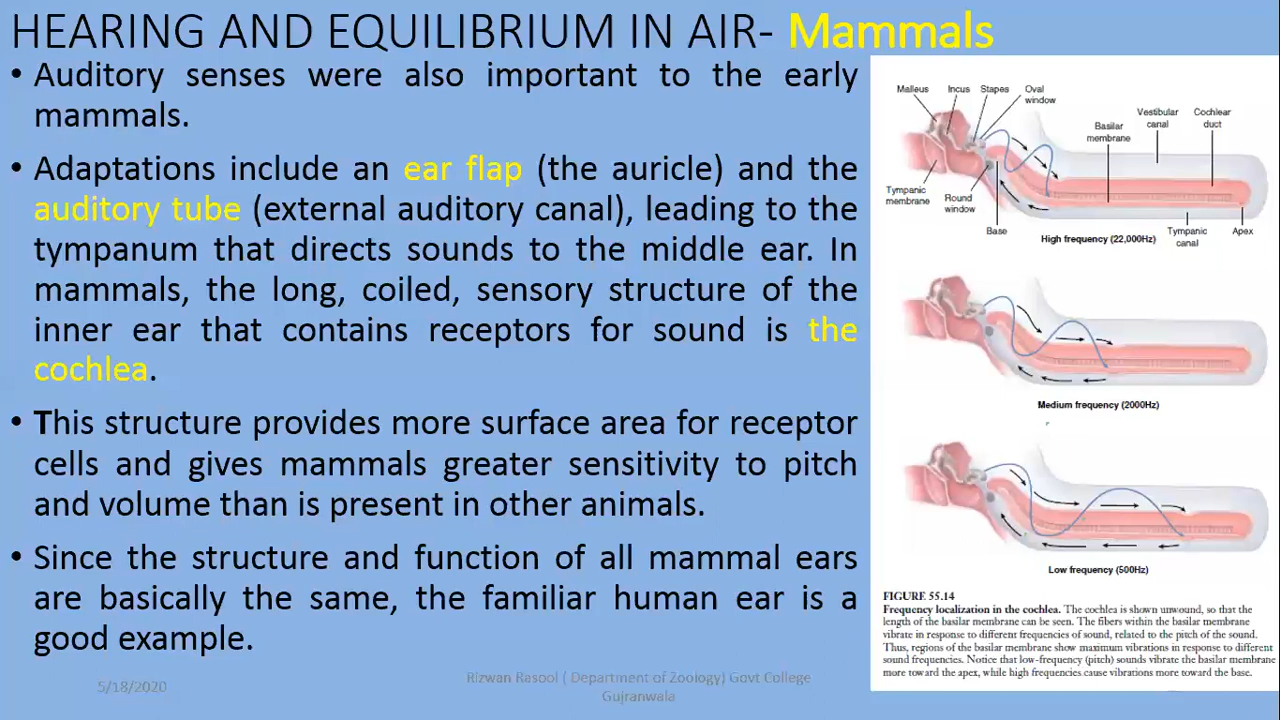 HEARING AND EQUILIBRIUM IN AIR- Mammals
• Auditory senses were also important to the early
mammals.
• Adaptations include an ear flap (the auricle) and the
auditory tube (external auditory canal), leading to the
tympanum that directs sounds to the middle ear. In
mammals, the long, coiled, sensory structure of the
inner ear that contains receptors for sound is the
cochlea.
• This structure provides more surface area for receptor
cells and gives mammals greater sensitivity to pitch
and volume than is present in other animals.
• Since the structure and function of all mammal ears
are basically the same, the familiar human ear is a
good example.
5/18/2020
Rizwan Rasool ( Department of Zoology) Govt College
Gujranwala
Malleus
Incus
Stapes
Oval
window
Basilar
membrane
Vestibular
canal
Cochlear
duct
Tympanic
membrane
Round
window
Base
High frequency (22,000Hz)
Tympanic
canal
Apex
Medium frequency (2000Hz)
Low frequency (500Hz)
FIGURE 55.14
Frequency localization in the cochlea. The cochlea is shown unwound, so that the
length of the basilar membrane can be seen. The fibers within the basilar membrane
vibrate in response to different frequencies of sound, related to the pitch of the sound.
Thus, regions of the basilar membrane show maximum vibrations in response to different
sound frequencies. Notice that low-frequency (pitch) sounds vibrate the basilar membrane
more toward the apex, while high frequencies cause vibrations more toward the base.